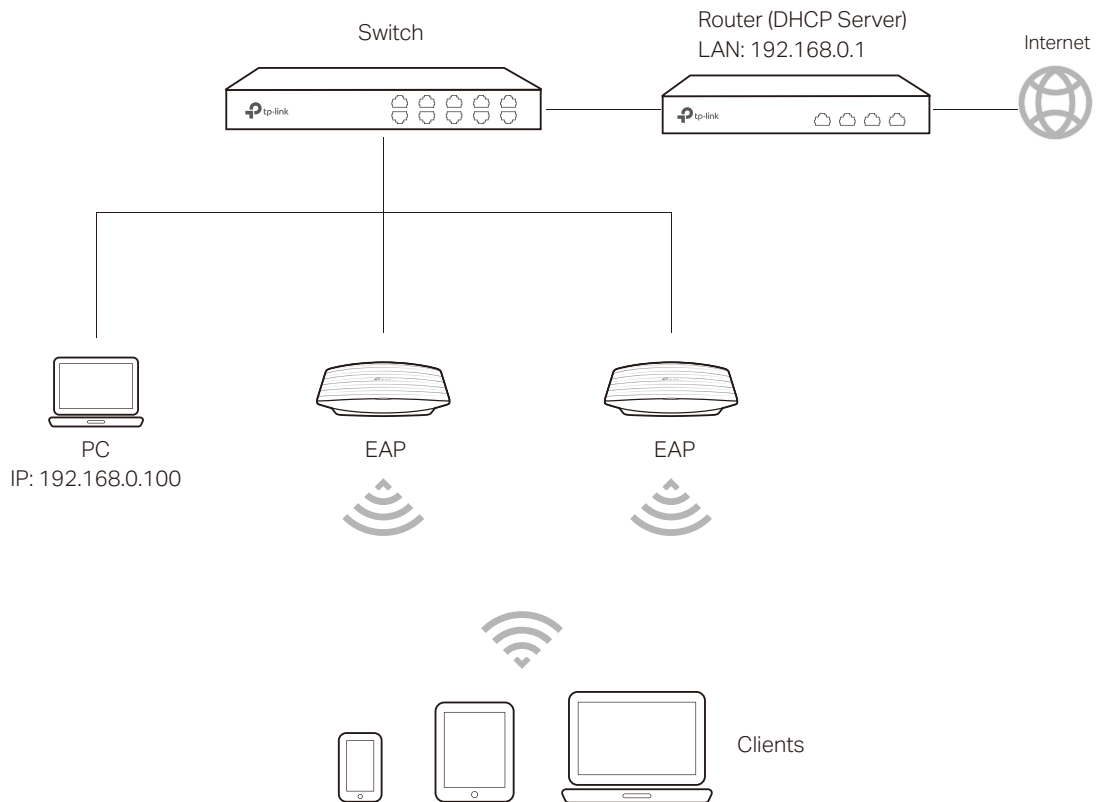 Switch
Router (DHCP Server)
LAN: 192.168.0.1
Internet
tp-link
tp-link
PC
IP: 192.168.0.100
EAP
EAP
Clients